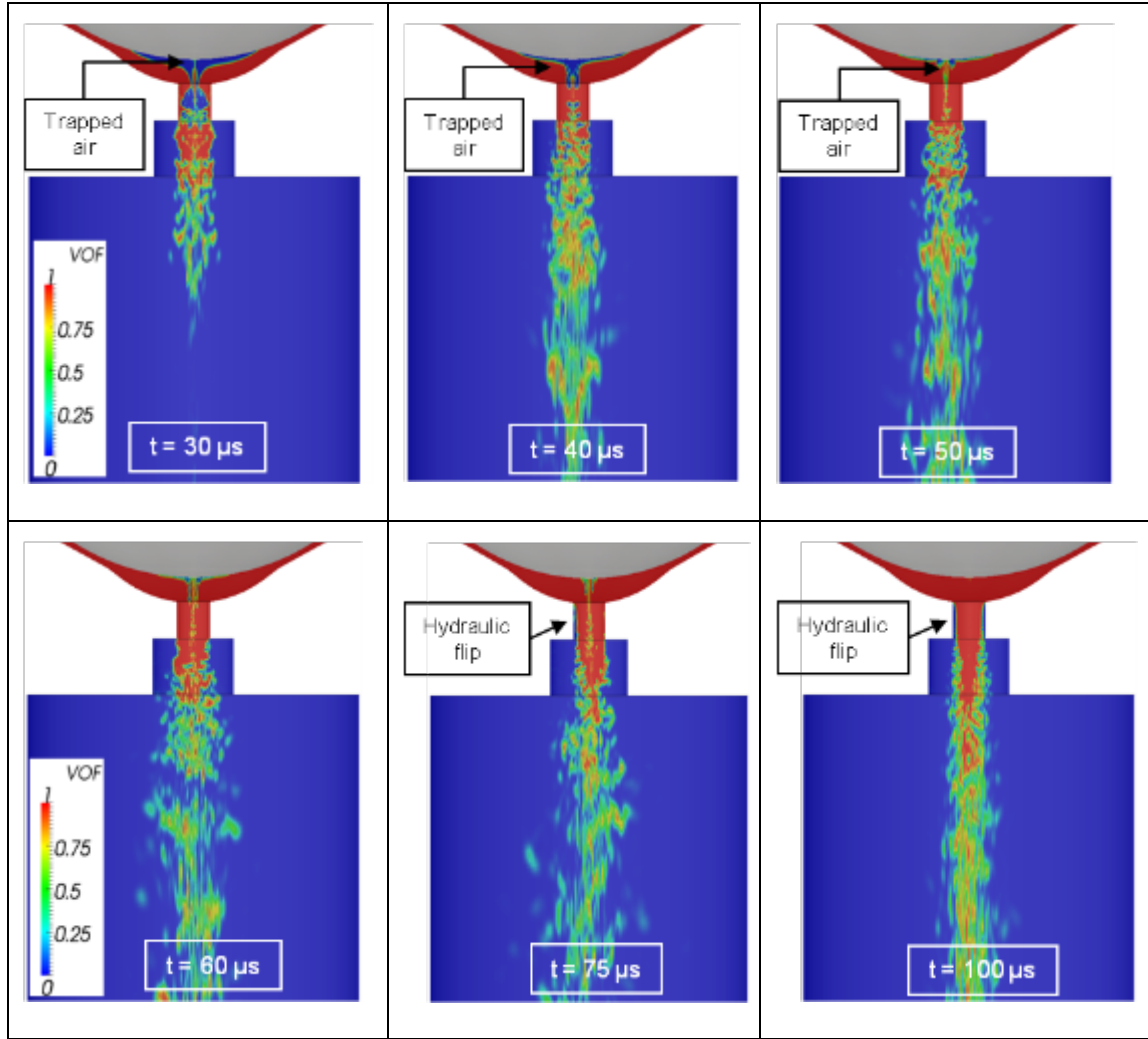 Trapped
air
VOF
1
0.75
0.5
0.25
0
t = 30 µs
Trapped
air
t = 40 µs
Trapped
air
t = 50 µs
VOF
1
0.75
0.5
0.25
0
t = 60 µs
Hydraulic
flip
t = 75 µs
Hydraulic
flip
t = 100 µs